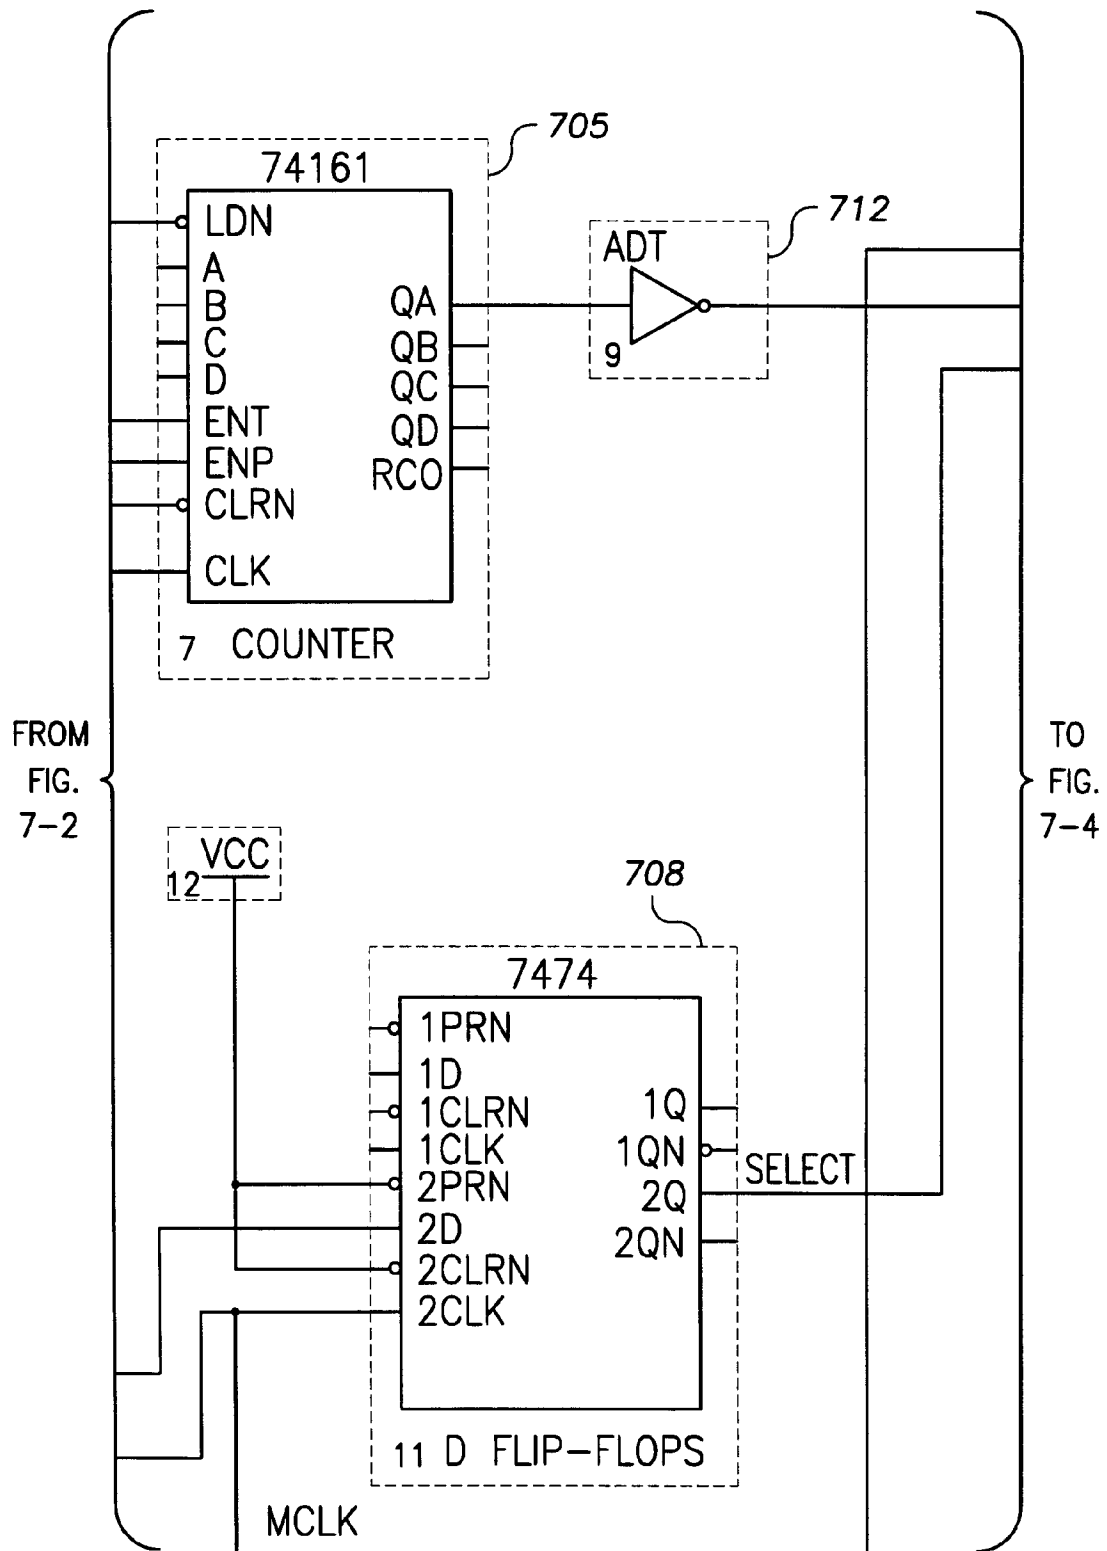 705
74161
LDN
A
B
C
D
ENT
ENP
CLRN
CLK
QA
QB
QC
QD
RCO
7 COUNTER
712
ADT
9
FROM
FIG.
7-2
TO
FIG.
7-4
VCC
12
708
7474
1PRN
1D
1CLRN
1CLK
2PRN
2D
2CLRN
2CLK
1Q
1QN
2Q
2QN
SELECT
11 D FLIP-FLOPS
MCLK